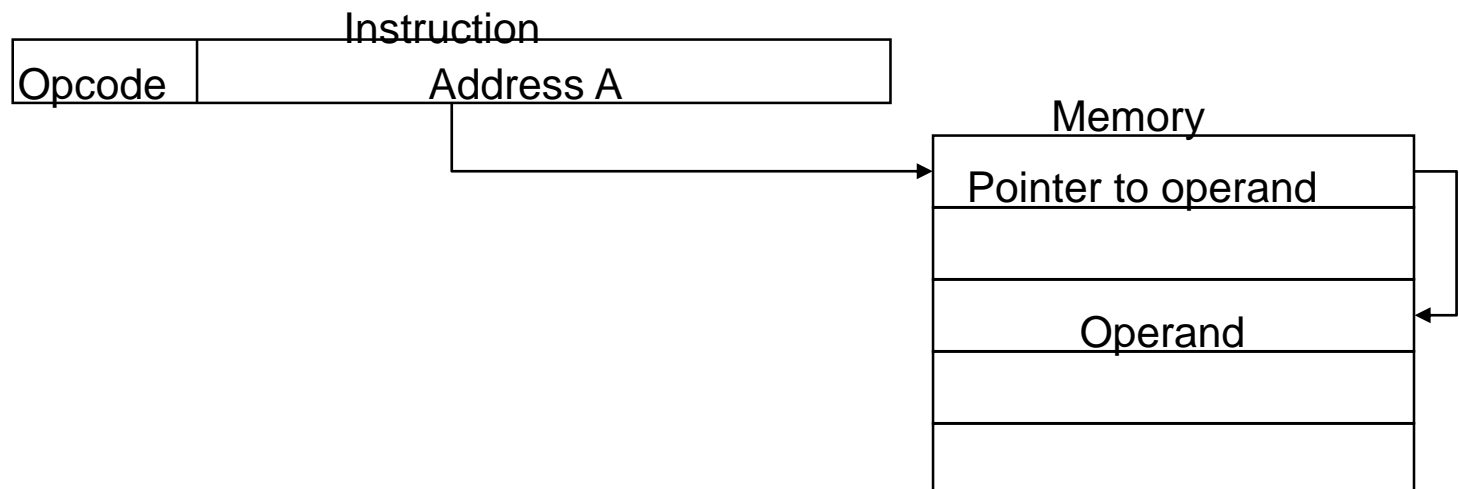 Instruction
Opcode Address A
Memory
Pointer to operand
Operand